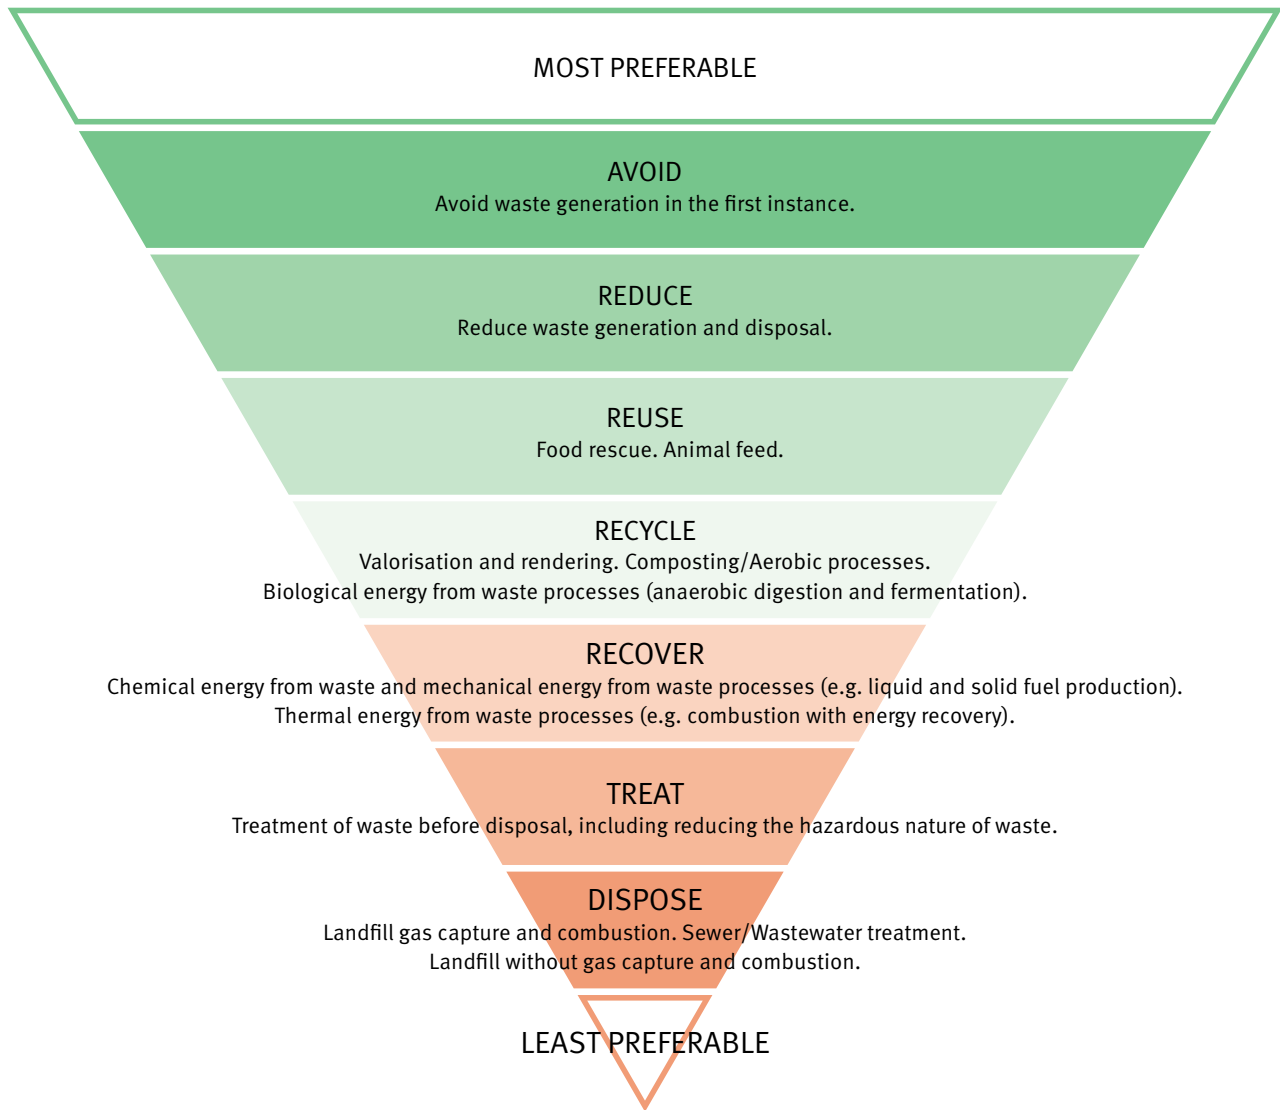 MOST PREFERABLE
AVOID
Avoid waste generation in the first instance.
REDUCE
Reduce waste generation and disposal.
REUSE
Food rescue. Animal feed.
RECYCLE
Valorisation and rendering. Composting/Aerobic processes.
Biological energy from waste processes (anaerobic digestion and fermentation).
RECOVER
Chemical energy from waste and mechanical energy from waste processes (e.g. liquid and solid fuel production).
Thermal energy from waste processes (e.g. combustion with energy recovery).
TREAT
Treatment of waste before disposal, including reducing the hazardous nature of waste.
DISPOSE
Landfill gas capture and combustion. Sewer/Wastewater treatment.
Landfill without gas capture and combustion.
LEAST PREFERABLE